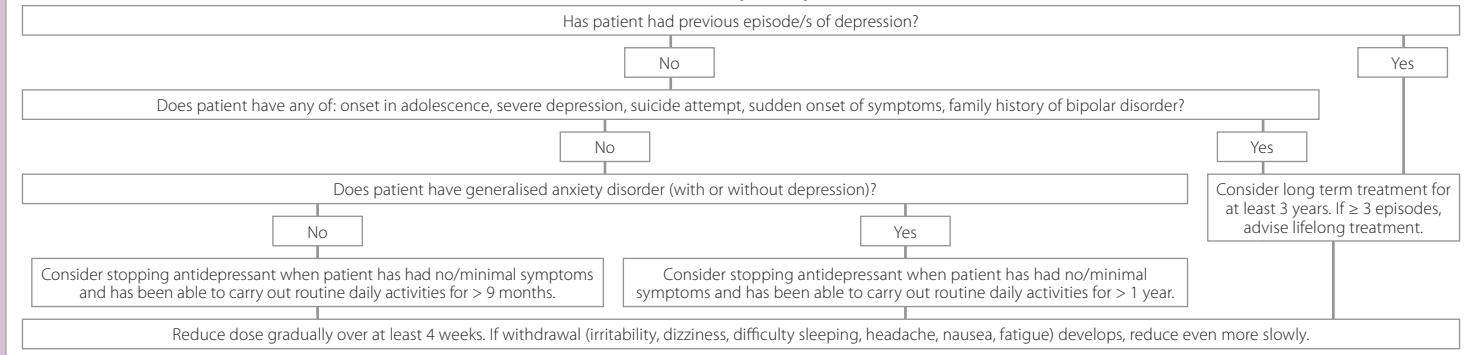 Has patient had previous episode/s of depression?
No
Yes
Does patient have any of: onset in adolescence, severe depression, suicide attempt, sudden onset of symptoms, family history of bipolar disorder?
No
Yes
Does patient have generalised anxiety disorder (with or without depression)?
Consider long term treatment for
at least 3 years. If ≥ 3 episodes,
advise lifelong treatment.
No
Yes
Consider stopping antidepressant when patient has had no/minimal symptoms
and has been able to carry out routine daily activities for > 9 months.
Consider stopping antidepressant when patient has had no/minimal
symptoms and has been able to carry out routine daily activities for > 1 year.
Reduce dose gradually over at least 4 weeks. If withdrawal (irritability, dizziness, difficulty sleeping, headache, nausea, fatigue) develops, reduce even more slowly.